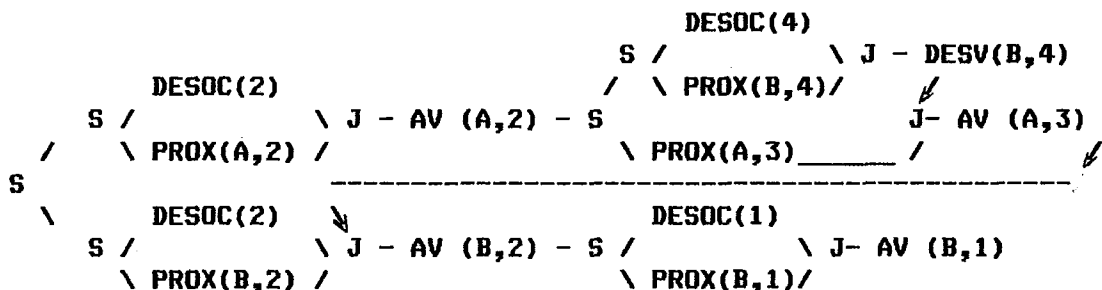 DESOC(4)
S / \ J - DESV(B,4)
DESOC(2) / \ PROX(B,4)/
S / \ J - AV (A,2) - S J- AV (A,3)
/ \ PROX(A,2) / \ PROX(A,3)______ /
S ------------------------------------------------
\ DESOC(2) DESOC(1)
S / \ J - AV (B,2) - S / \ J- AV (B,1)
\ PROX(B,2) / \ PROX(B,1)/